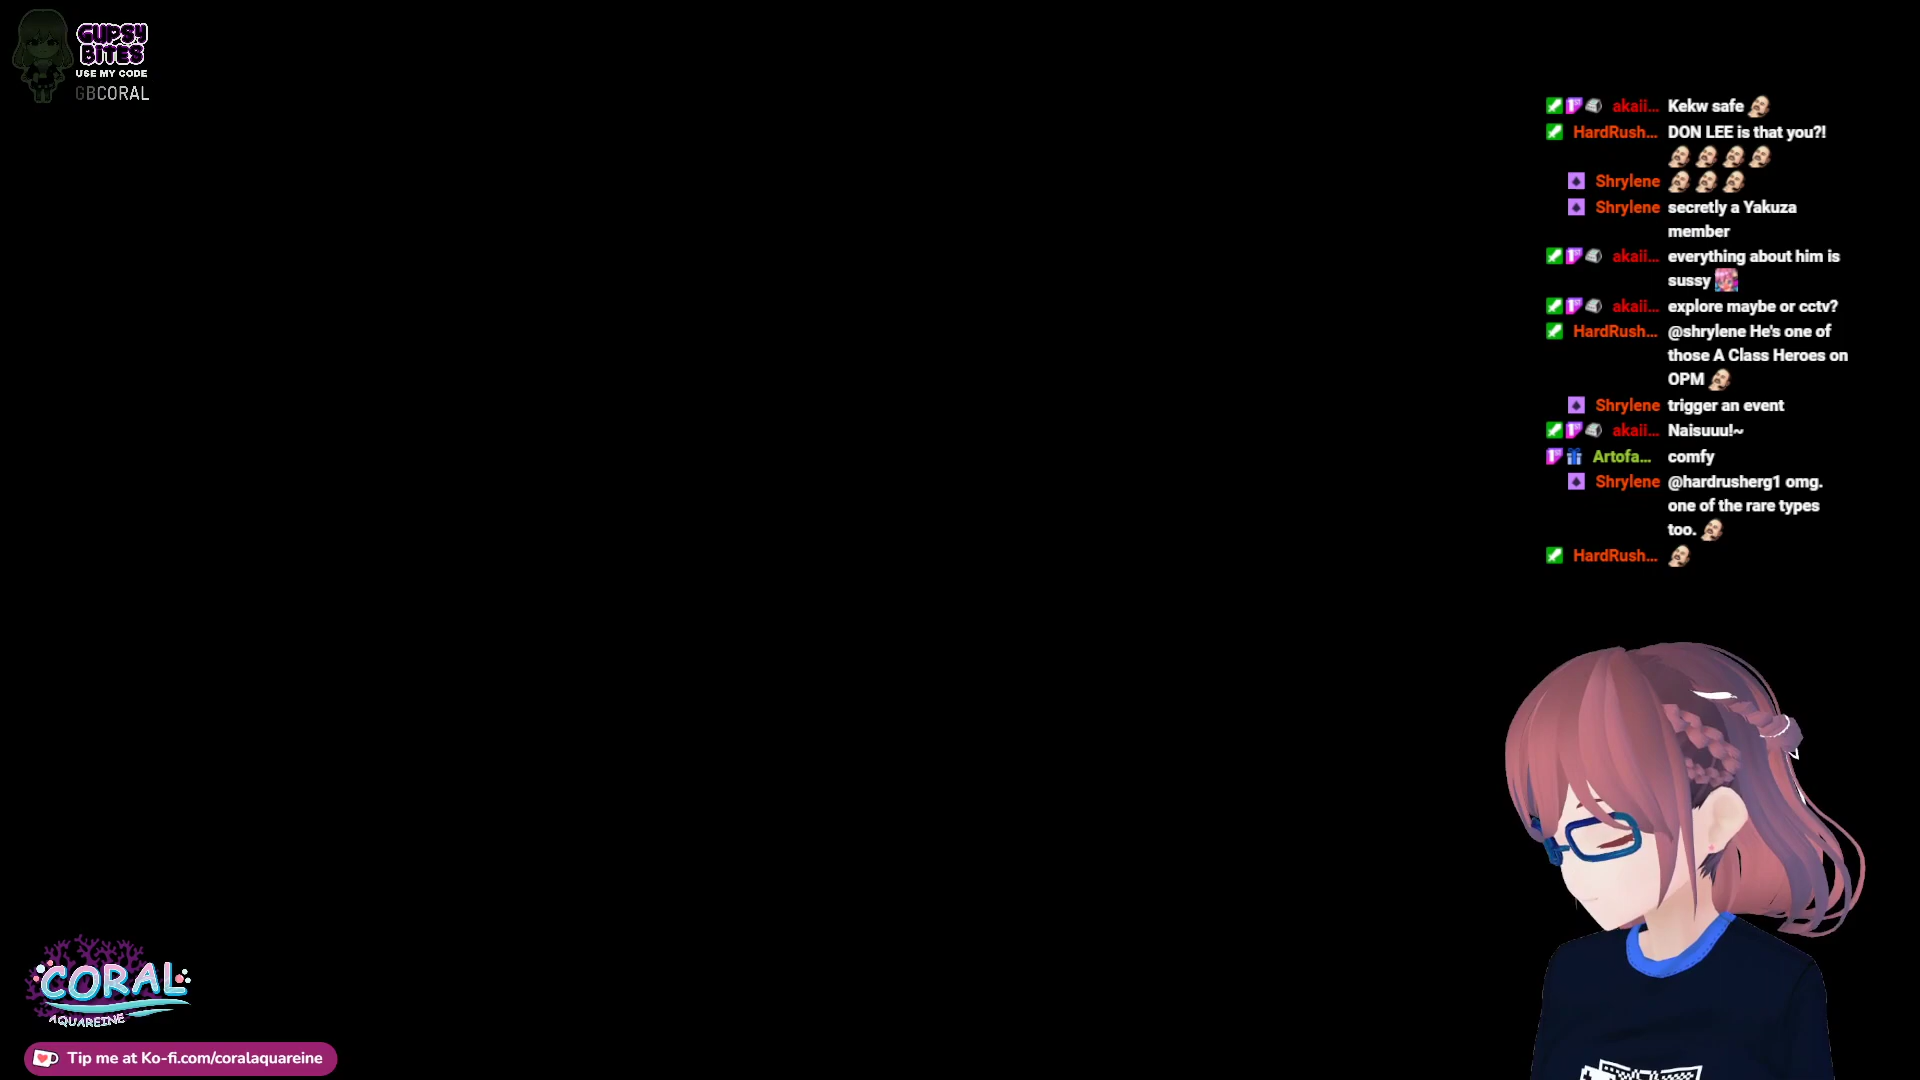 GUPSY
BITES
USE MY CODE
GBCORAL
akaii... Kekw safe
HardRush... DON LEE is that you?!
Shrylene
Shrylene secretly a Yakuza
member
akaii... everything about him is
sussy
akaii... explore maybe or cctv?
HardRush... @shrylene He's one of
those A Class Heroes on
OPM
Shrylene trigger an event
akaii... Naisuuu!~
Artofa... comfy
Shrylene @hardrusherg1 omg.
one of the rare types
too.
HardRush...
CORAL
AQUAREINE
Tip me at Ko-fi.com/coralaquareine